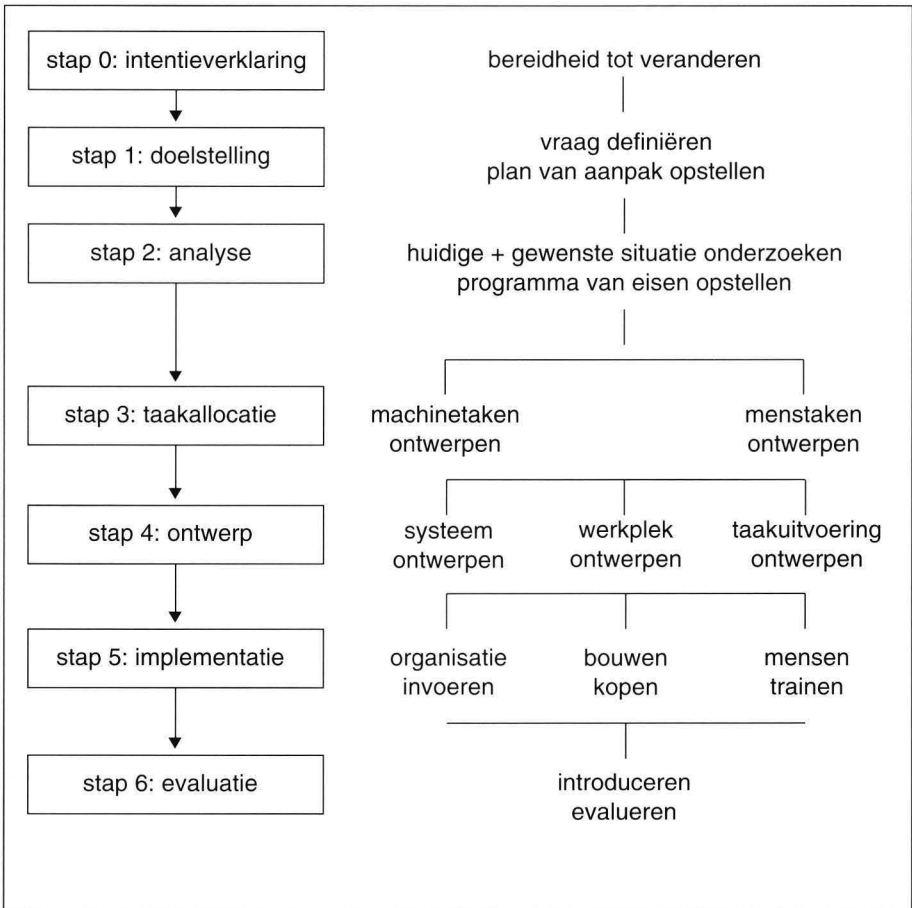 stap 0: intentieverklaring
bereidheid tot veranderen
stap 1: doelstelling
vraag definiëren
plan van aanpak opstellen
stap 2: analyse
huidige + gewenste situatie onderzoeken
programma van eisen opstellen
stap 3: taakallocatie
machinetaken
ontwerpen
menstaken
ontwerpen
stap 4: ontwerp
systeem
ontwerpen
werkplek
ontwerpen
taakuitvoering
ontwerpen
stap 5: implementatie
organisatie
invoeren
bouwen
kopen
mensen
trainen
stap 6: evaluatie
introduceren
evalueren